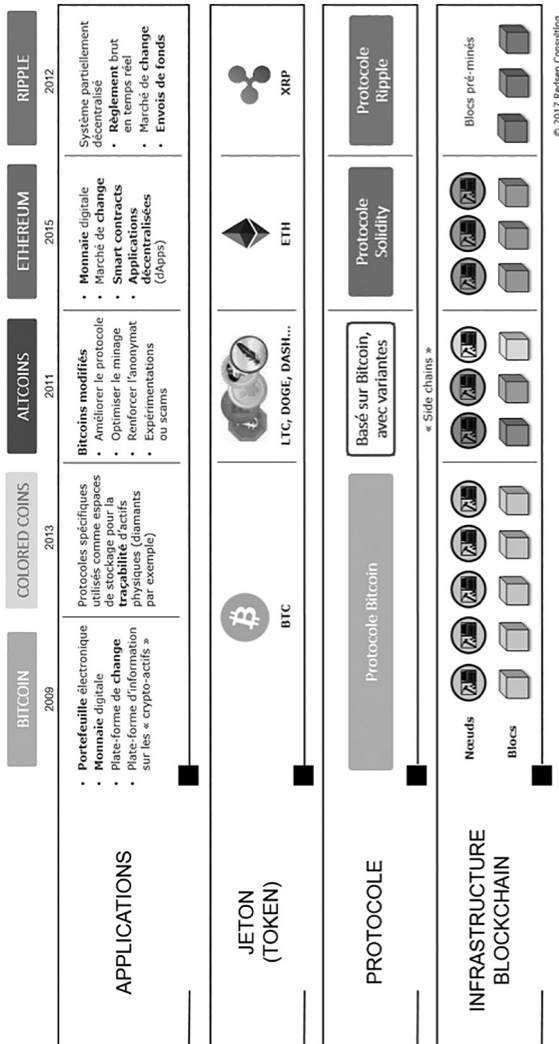 BITCOIN
COLORED COINS
ALTCOINS
ETHEREUM
RIPPLE
2009
2013
2011
2015
2012
APPLICATIONS
• Portefeuille électronique
• Monnaie digitale
• Plate-forme de change
• Plate-forme d'information
sur les « crypto-actifs »
Protocoles spécifiques
utilisés comme espaces
de stockage pour la
traçabilité d'actifs
physiques (diamants
par exemple)
Bitcoins modifiés
• Améliorer le protocole
• Optimiser le minage
• Renforcer l'anonymat
• Expérimentations
ou scams
• Monnaie digitale
• Marché de change
• Smart contracts
• Applications
décentralisées
(dApps)
Système partiellement
décentralisé
• Règlement brut
en temps réel
• Marché de change
• Envois de fonds
JETON
(TOKEN)
BTC
LTC, DOGE, DASH...
ETH
XRP
PROTOCOLE
Protocole Bitcoin
Basé sur Bitcoin,
avec variantes
Protocole
Solidity
Protocole
Ripple
« Side chains »
INFRASTRUCTURE
BLOCKCHAIN
Nœuds
Blocs
Blocs pré-minés
© 2017 Redsen Consulting